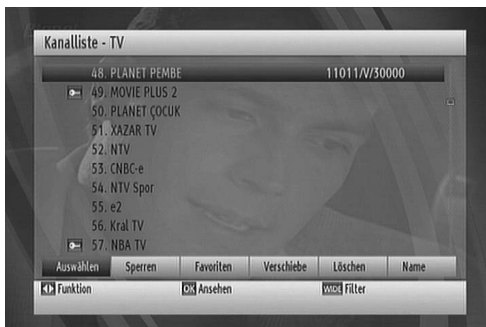 Kanalliste - TV
48. PLANET PEMBE 11011/V/30000
49. MOVIE PLUS 2
50. PLANET ÇOCUK
51. XAZAR TV
52. NTV
53. CNBC-e
54. NTV Spor
55. e2
56. Kral TV
57. NBA TV
Auswählen Sperren Favoriten Verschiebe Löschen Name
Funktion OK Ansehen WIDE Filter